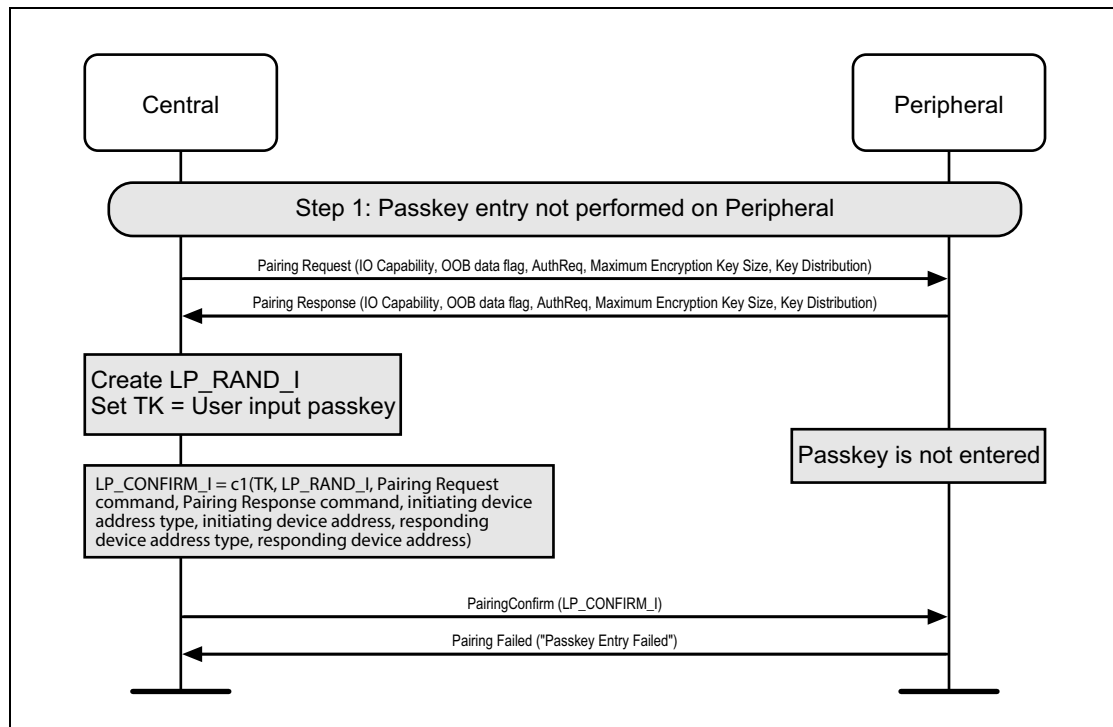 Central
Peripheral
Step 1: Passkey entry not performed on Peripheral
Pairing Request (IO Capability, OOB data flag, AuthReq, Maximum Encryption Key Size, Key Distribution)
Pairing Response (IO Capability, OOB data flag, AuthReq, Maximum Encryption Key Size, Key Distribution)
Create LP_RAND_I
Set TK = User input passkey
Passkey is not entered
LP_CONFIRM_I = c1(TK, LP_RAND_I, Pairing Request
command, Pairing Response command, initiating device
address type, initiating device address, responding
device address type, responding device address)
PairingConfirm (LP_CONFIRM_I)
Pairing Failed ("Passkey Entry Failed")